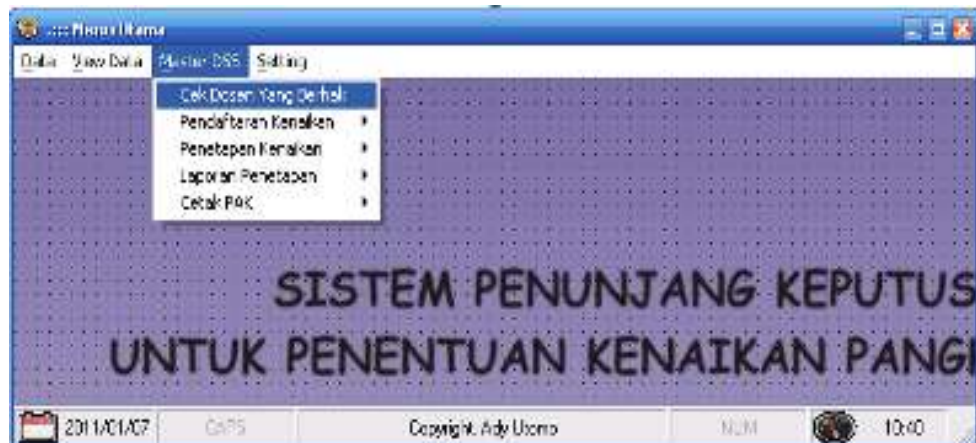 .:::: Menu Utama
Data View Data Master DSS Setting
Cek Dosen Yang Berhak
Pendaftaran Kenaikan
Penetapan Kenaikan
Laporan Penetapan
Cetak PAK
SISTEM PENUNJANG KEPUTUS
UNTUK PENENTUAN KENAIKAN PANG
2011/01/07 CAPS Copyright. Ady Utomo NUM 10:40